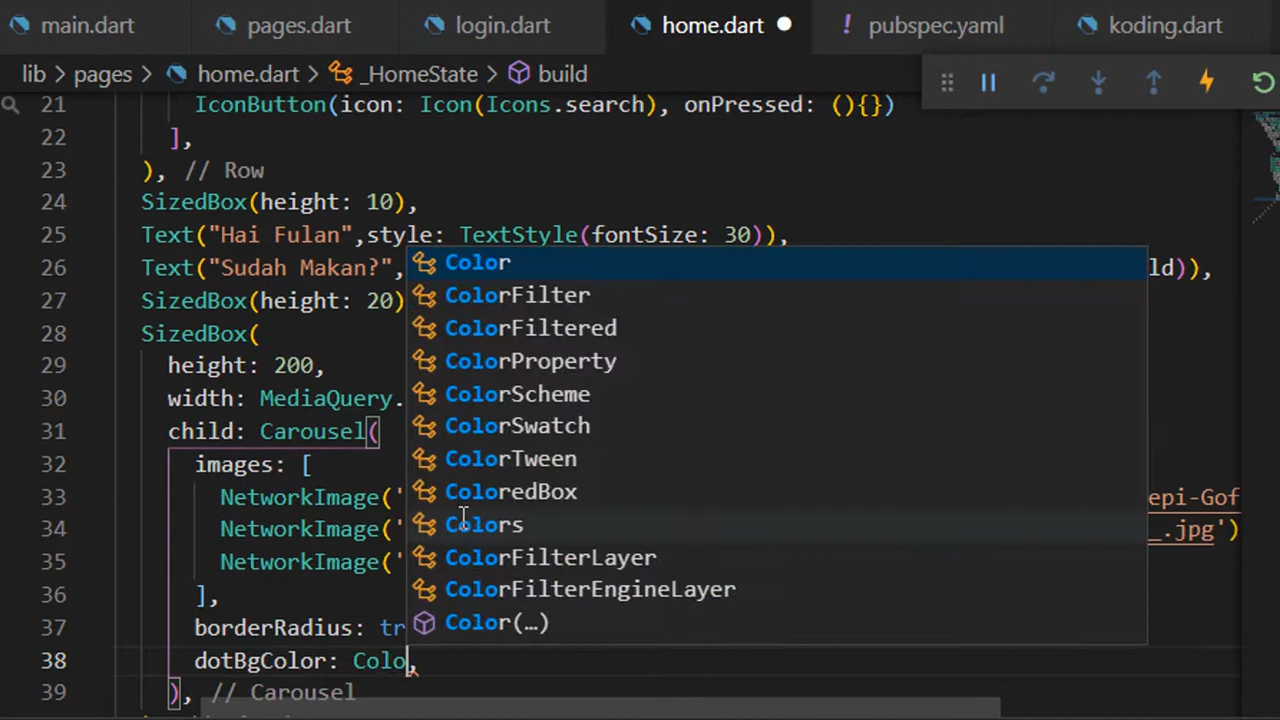 main.dart pages.dart login.dart home.dart pubspec.yaml koding.dart
lib > pages > home.dart > _HomeState > build
21 IconButton(icon: Icon(Icons.search), onPressed: (){})
22 ],
23 ), // Row
24 SizedBox(height: 10),
25 Text("Hai Fulan",style: TextStyle(fontSize: 30)),
26 Text("Sudah Makan?", ld)),
27 SizedBox(height: 20)
28 SizedBox(
29 height: 200,
30 width: MediaQuery.
31 child: Carousel(
32 images: [
33 NetworkImage(' epi-Gof
34 NetworkImage(' _.jpg')
35 NetworkImage('
36 ],
37 borderRadius: tr
38 dotBgColor: Colo,
39 ), // Carousel
Color
ColorFilter
ColorFiltered
ColorProperty
ColorScheme
ColorSwatch
ColorTween
ColoredBox
Colors
ColorFilterLayer
ColorFilterEngineLayer
Color(…)